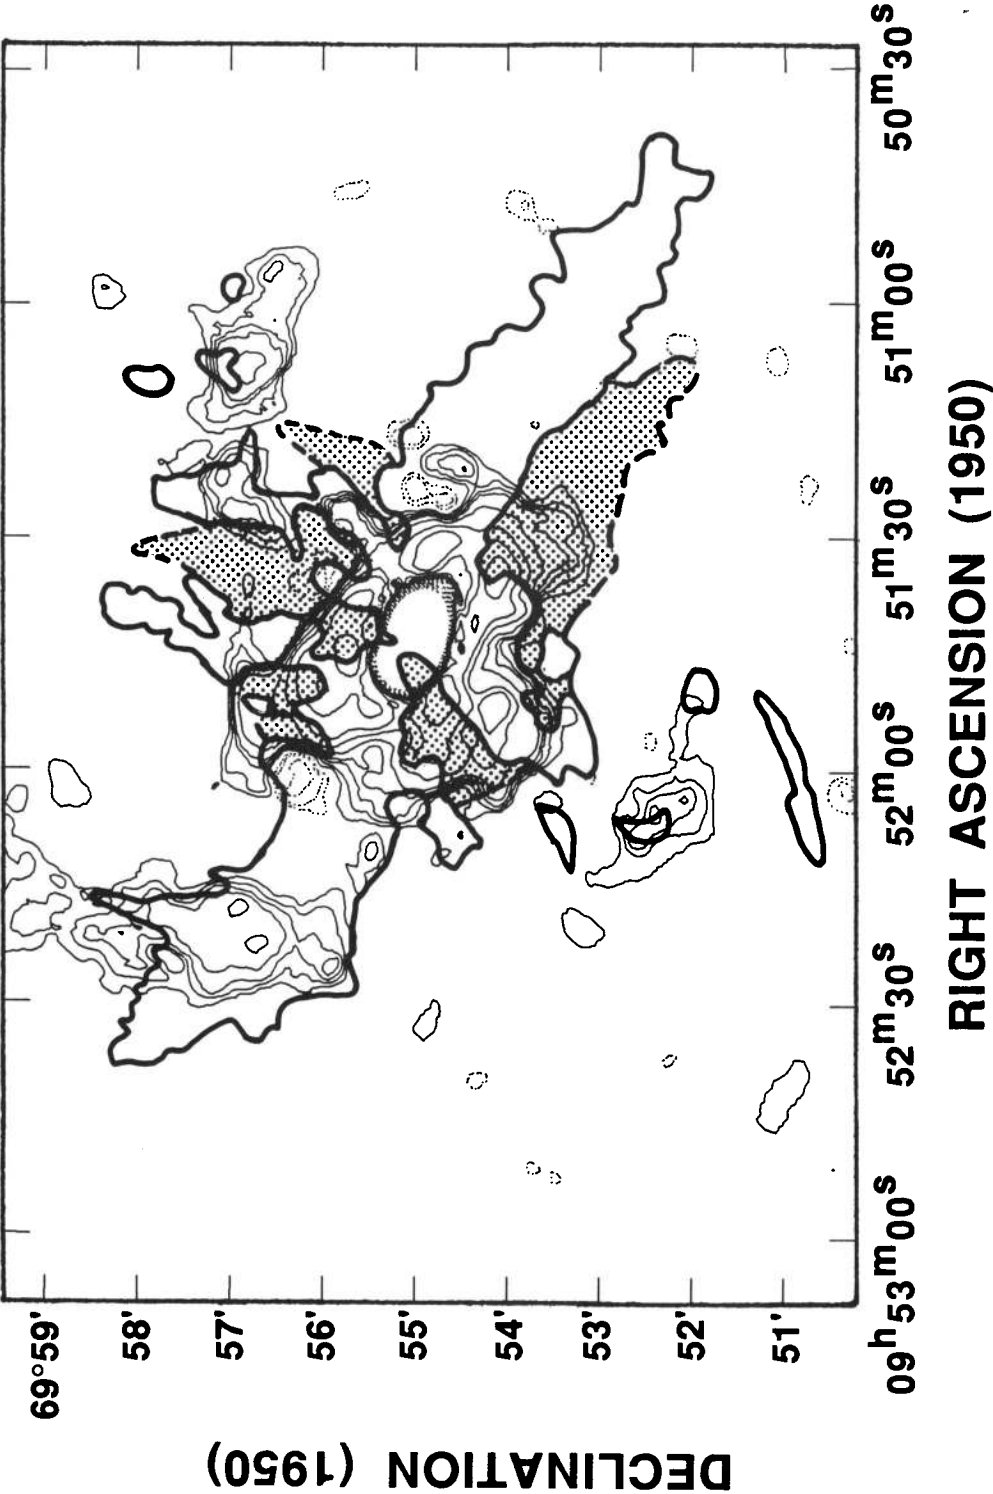 69°59'
58'
57'
56'
55'
54'
53'
52'
51'
DECLINATION (1950)
09h53m00s
52m30s
52m00s
51m30s
51m00s
50m30s
RIGHT ASCENSION (1950)